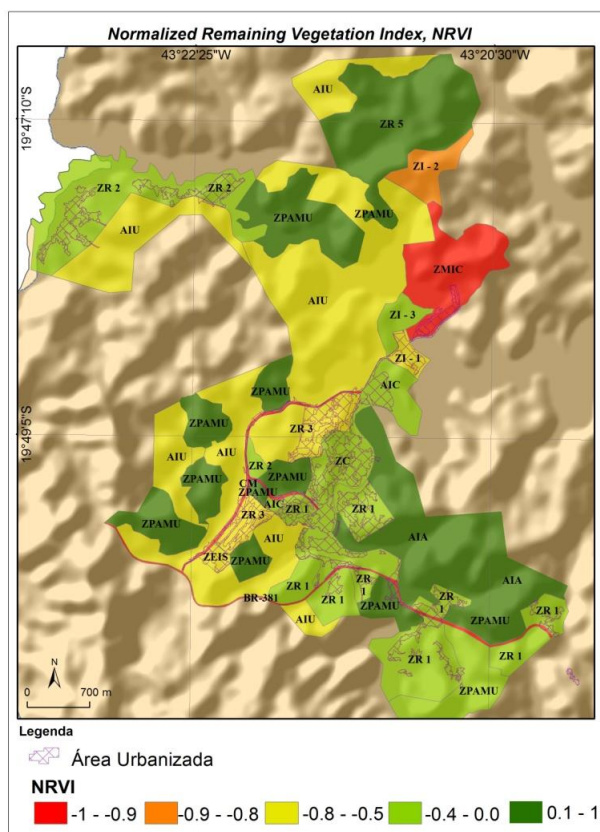 Normalized Remaining Vegetation Index, NRVI
43°22'25"W
43°20'30"W
19°47'10"S
19°49'5"S
AIU
ZR 5
ZI - 2
ZR 2
ZR 2
ZPAMU
ZPAMU
AIU
ZMIC
AIU
ZI - 3
ZI - 1
AIC
ZPAMU
ZPAMU
ZR 3
AIU
AIU
ZR 2
ZC
ZPAMU
ZPAMU
CM
ZPAMU
AIC
ZR 1
ZR 1
ZPAMU
ZR 3
AIU
AIA
ZEIS
ZPAMU
AIA
ZR 1
ZR 1
ZR 1
ZPAMU
ZR 1
ZPAMU
ZR 1
BR-381
AIU
ZR 1
ZR 1
ZPAMU
N
0 700 m
Legenda
Área Urbanizada
NRVI
-1 - -0.9 -0.9 - -0.8 -0.8 - -0.5 -0.4 - 0.0 0.1 - 1